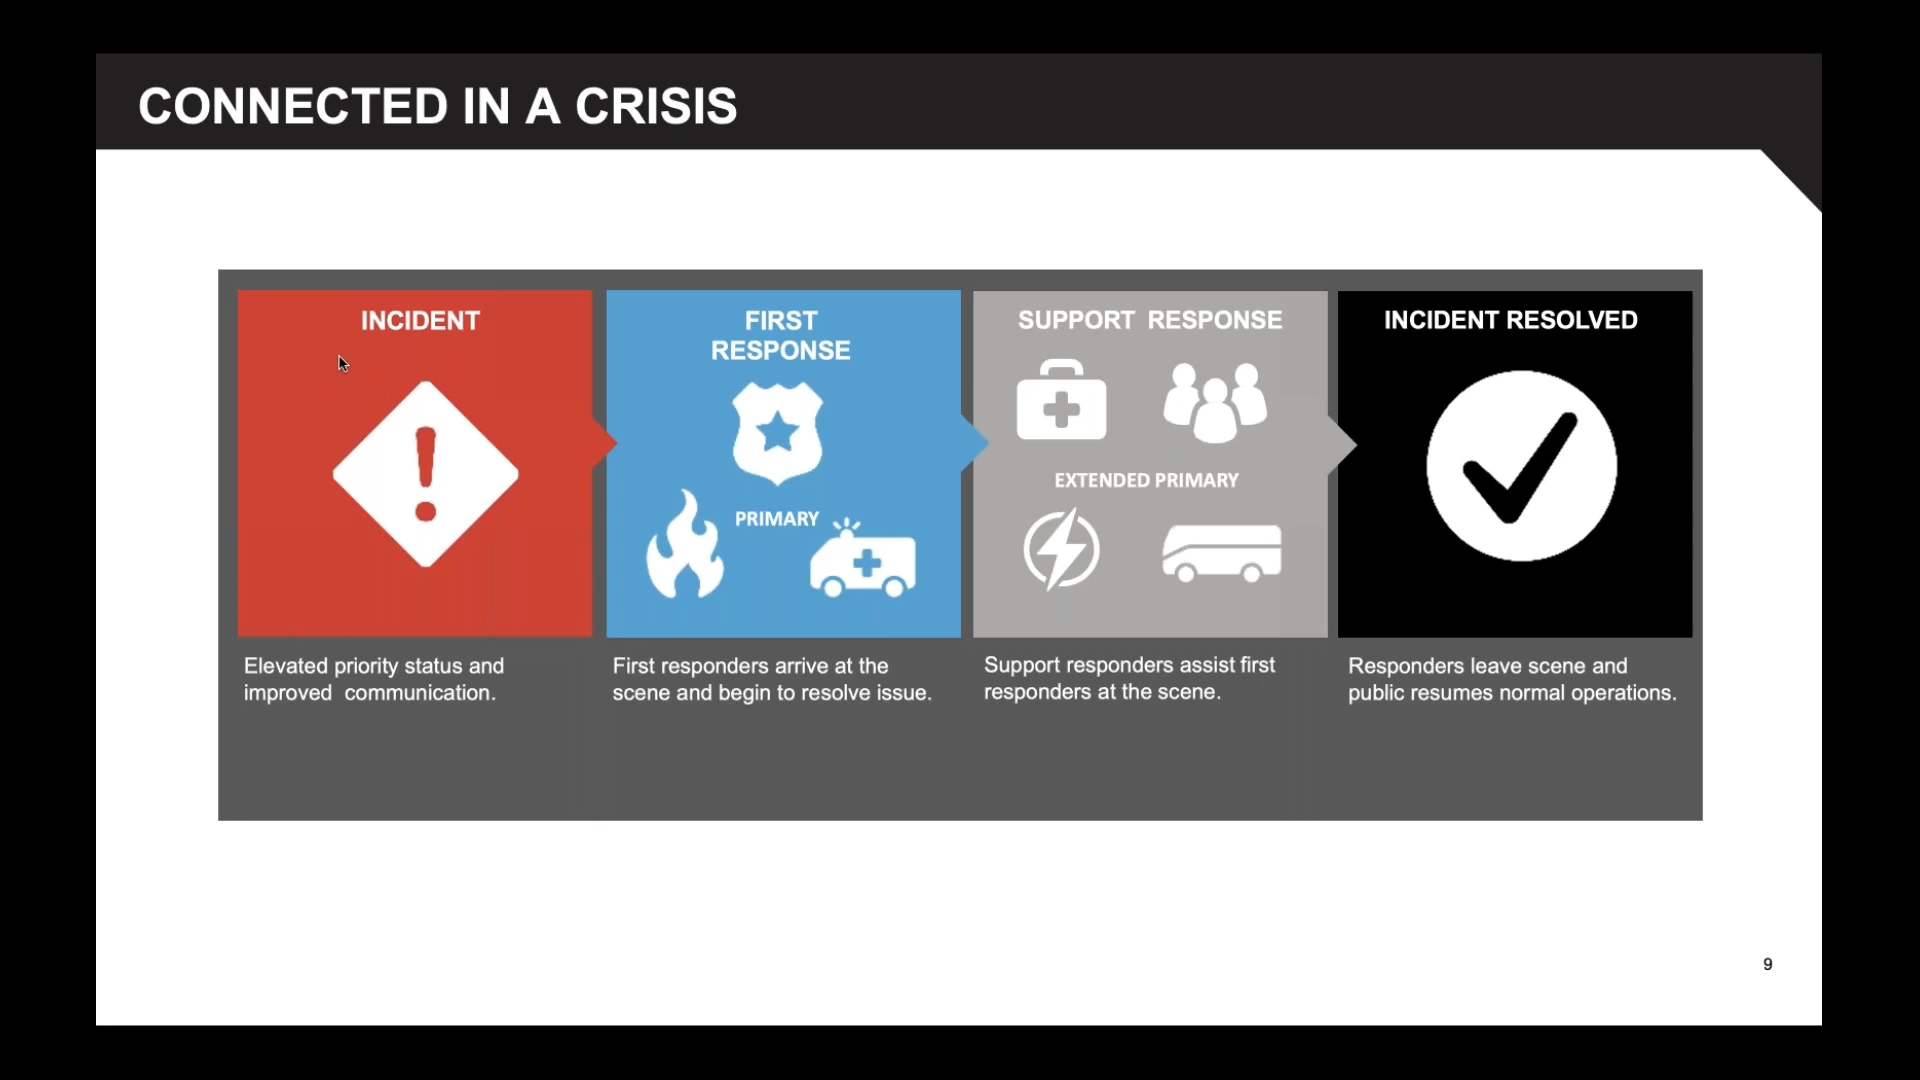 CONNECTED IN A CRISIS
INCIDENT
Elevated priority status and
improved communication.
FIRST
RESPONSE
PRIMARY
First responders arrive at the
scene and begin to resolve issue.
SUPPORT RESPONSE
EXTENDED PRIMARY
Support responders assist first
responders at the scene.
INCIDENT RESOLVED
Responders leave scene and
public resumes normal operations.
9